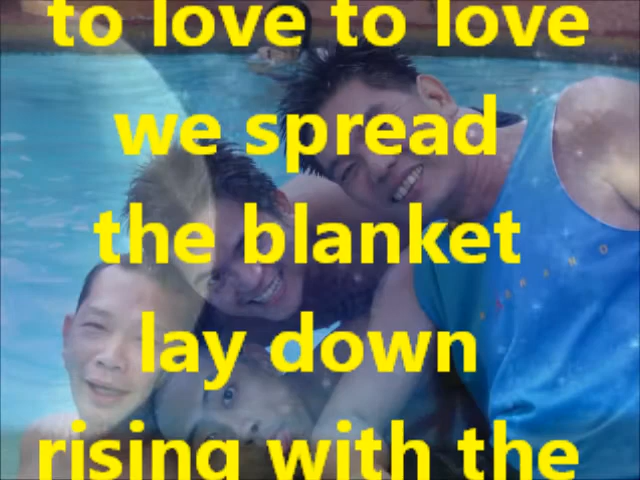 to love to love
we spread
the blanket
lay down
rising with the